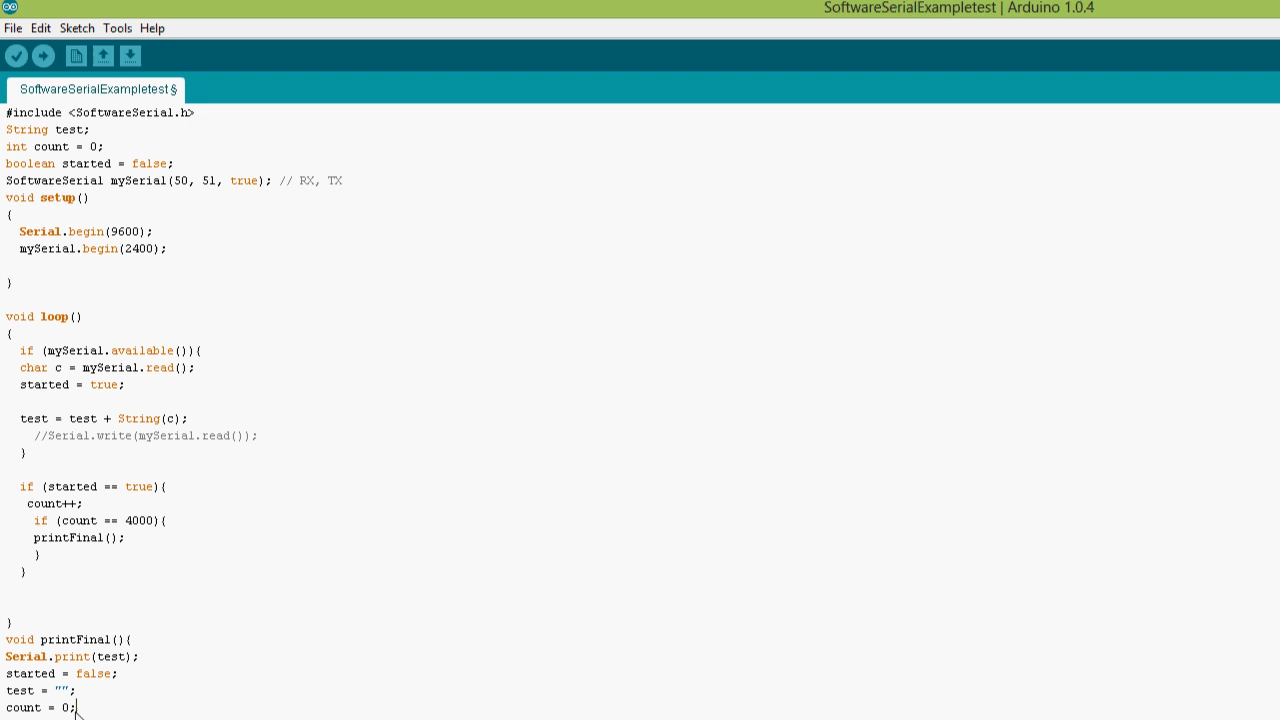 SoftwareSerialExampletest | Arduino 1.0.4
File Edit Sketch Tools Help
SoftwareSerialExampletest §
#include <SoftwareSerial.h>
String test;
int count = 0;
boolean started = false;
SoftwareSerial mySerial(50, 51, true); // RX, TX
void setup()
{
  Serial.begin(9600);
  mySerial.begin(2400);
}
void loop()
{
  if (mySerial.available()){
  char c = mySerial.read();
  started = true;
  test = test + String(c);
    //Serial.write(mySerial.read());
  }
  if (started == true){
   count++;
    if (count == 4000){
    printFinal();
    }
  }
}
void printFinal(){
Serial.print(test);
started = false;
test = "";
count = 0;